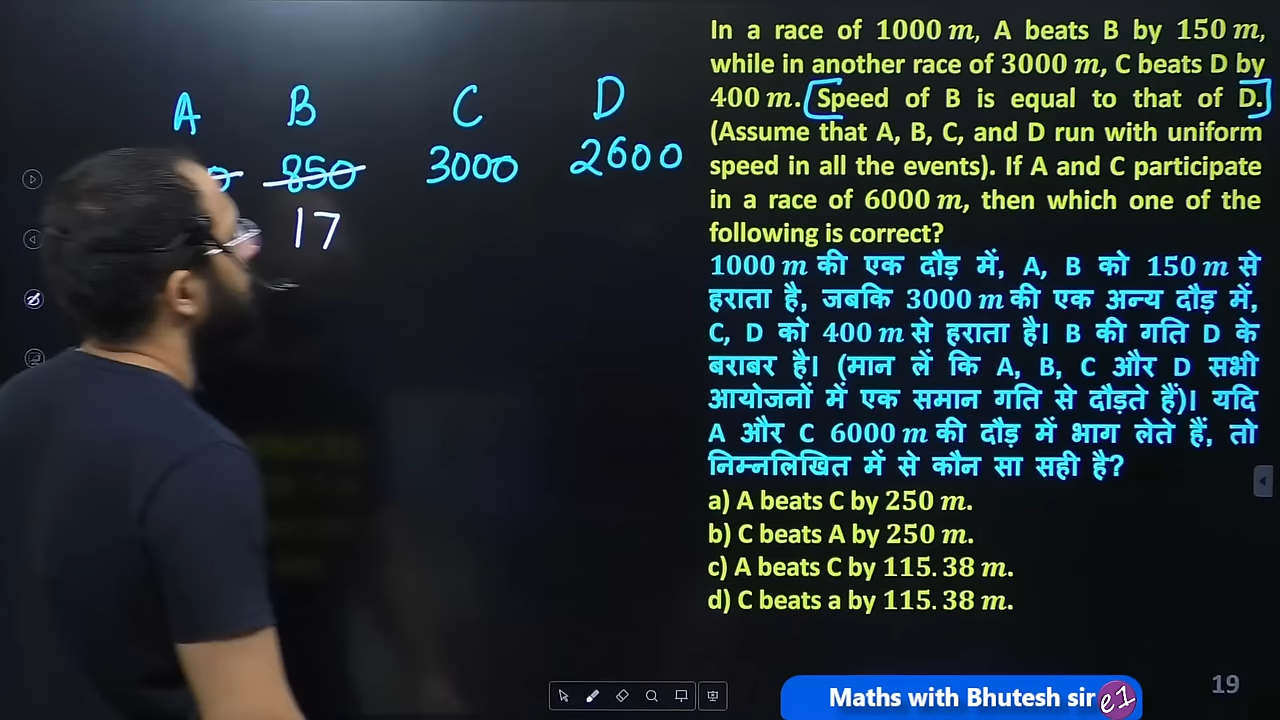 In a race of 1000 m, A beats B by 150 m,
while in another race of 3000 m, C beats D by
400 m. Speed of B is equal to that of D.
(Assume that A, B, C, and D run with uniform
speed in all the events). If A and C participate
in a race of 6000 m, then which one of the
following is correct?
1000 m की एक दौड़ में, A, B को 150 m से
हराता है, जबकि 3000 m की एक अन्य दौड़ में,
C, D को 400 m से हराता है। B की गति D के
बराबर है। (मान लें कि A, B, C और D सभी
आयोजनों में एक समान गति से दौड़ते हैं)। यदि
A और C 6000 m की दौड़ में भाग लेते हैं, तो
निम्नलिखित में से कौन सा सही है?
a) A beats C by 250 m.
b) C beats A by 250 m.
c) A beats C by 115.38 m.
d) C beats a by 115.38 m.
A B C D
850 3000 2600
17
Maths with Bhutesh sir e1
19